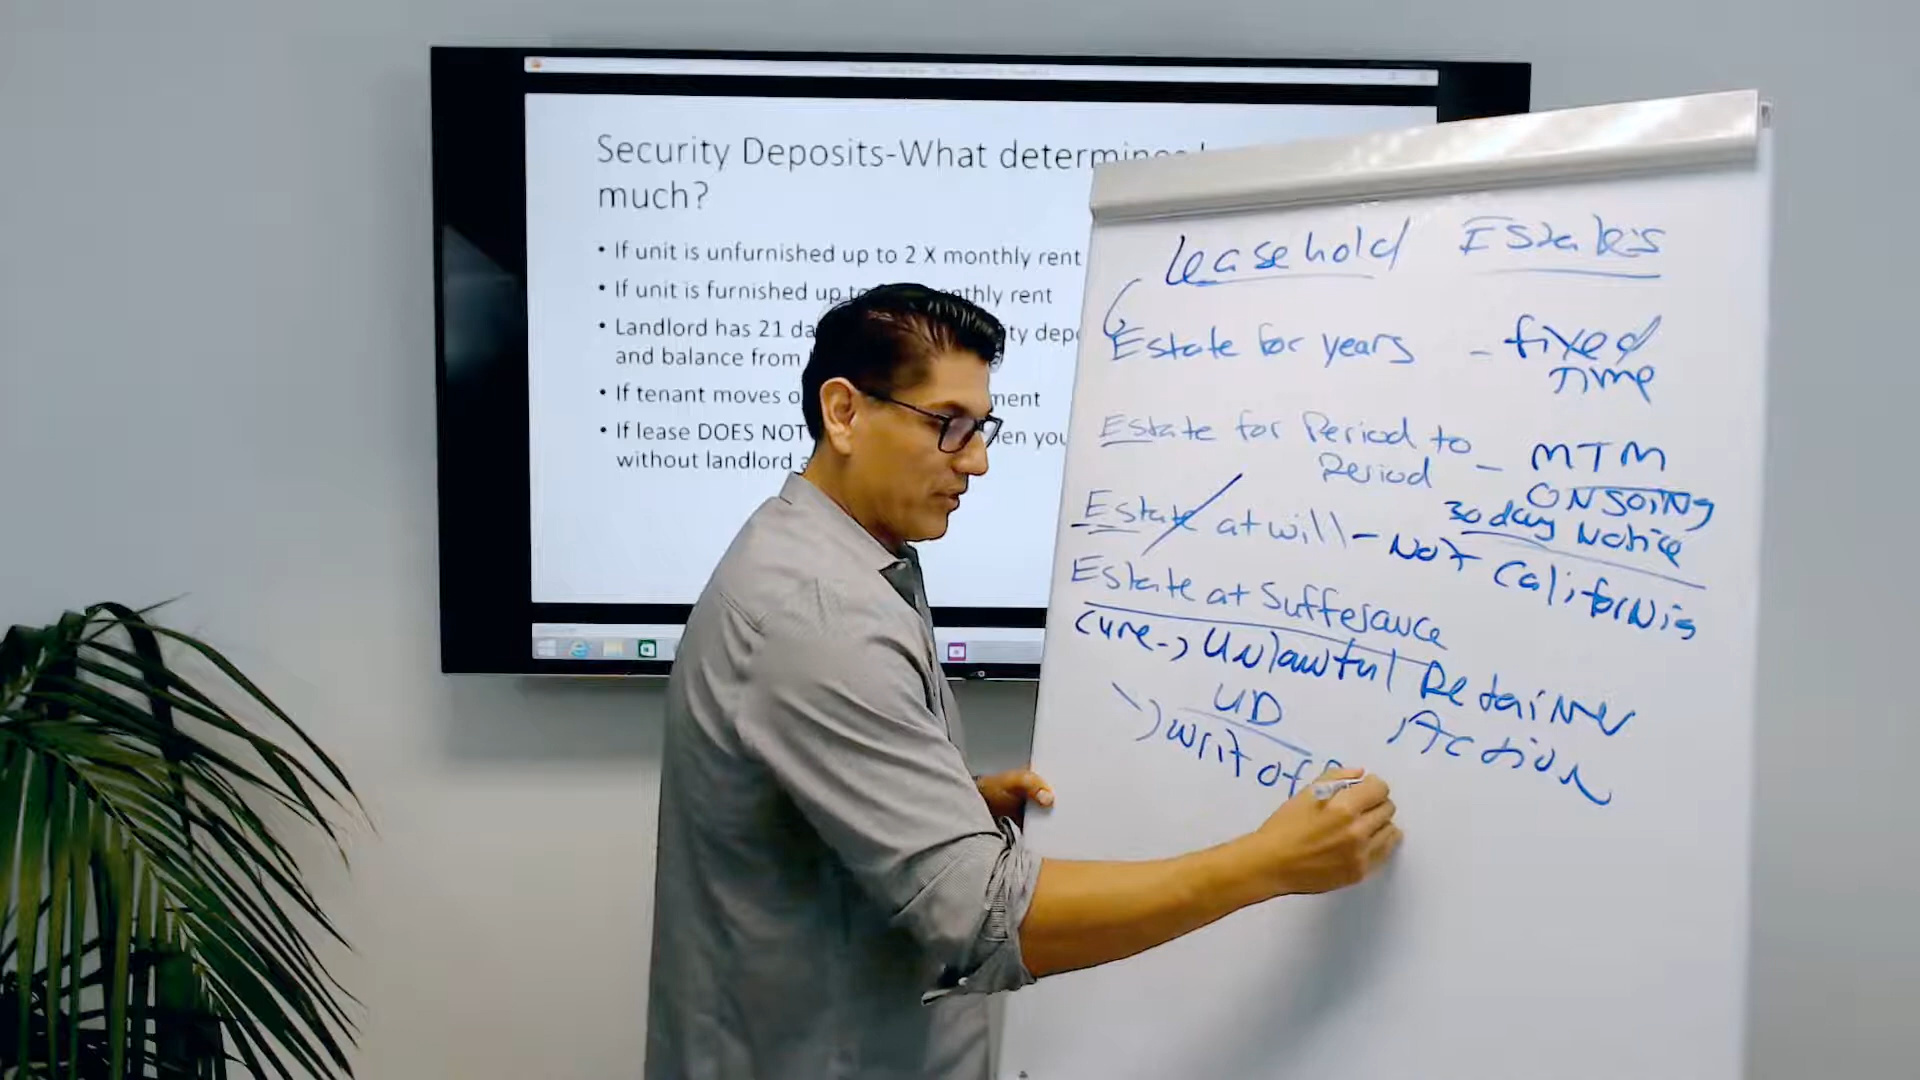 Security Deposits-What determines
much?
• If unit is unfurnished up to 2 X monthly rent
• If unit is furnished up to monthly rent
• Landlord has 21 da ty depo
and balance from
• If tenant moves o ment
• If lease DOES NOT en you
without landlord a
Leasehold Estates
Estate for years - fixed
Time
Estate for Period to
Period - MTM
ONGOING
30 day Notice
Estate at will - Not California
Estate at Sufferance
Cure -> Unlawful Detainer
UD Action
Writ of